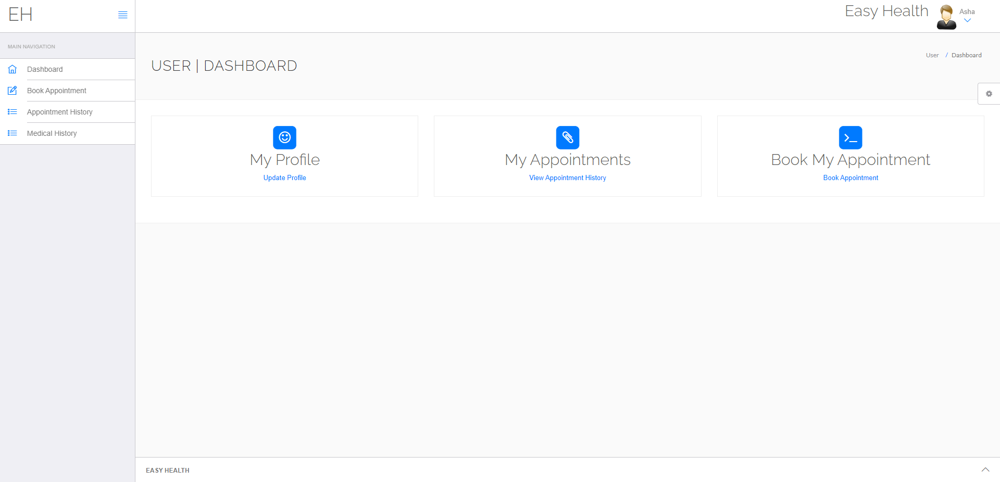 EH
Easy Health
Asha
MAIN NAVIGATION
Dashboard
Book Appointment
Appointment History
Medical History
USER | DASHBOARD
User / Dashboard
My Profile
Update Profile
My Appointments
View Appointment History
Book My Appointment
Book Appointment
EASY HEALTH